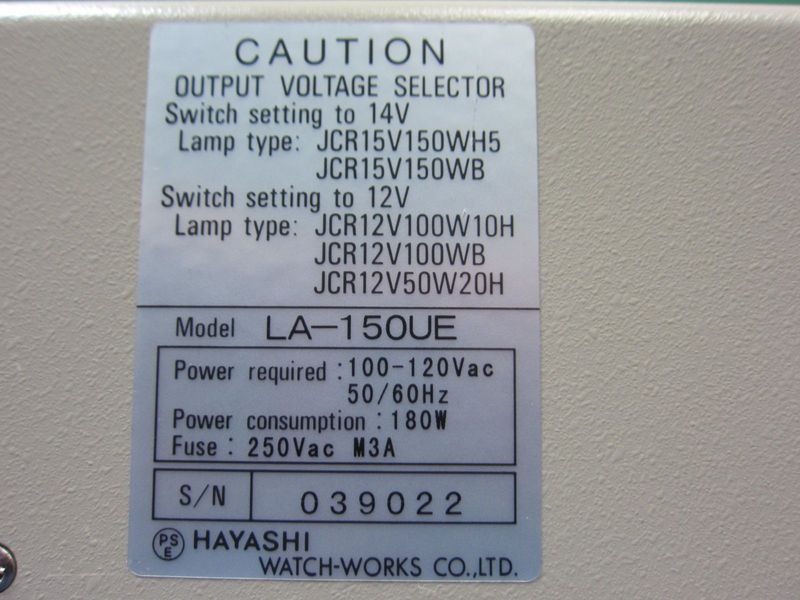 CAUTION
OUTPUT VOLTAGE SELECTOR
Switch setting to 14V
Lamp type: JCR15V150WH5
JCR15V150WB
Switch setting to 12V
Lamp type: JCR12V100W10H
JCR12V100WB
JCR12V50W20H
Model LA-150UE
Power required : 100-120Vac
50/60Hz
Power consumption : 180W
Fuse : 250Vac M3A
S/N 039022
PS
E
HAYASHI
WATCH-WORKS CO.,LTD.